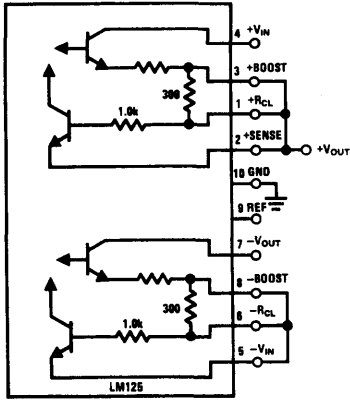 4 +VIN
3 +BOOST
300
1 +RCL
1.0k
2 +SENSE
+VOUT
10 GND
9 REF
7 −VOUT
8 −BOOST
300
6 −RCL
1.0k
5 −VIN
LM125